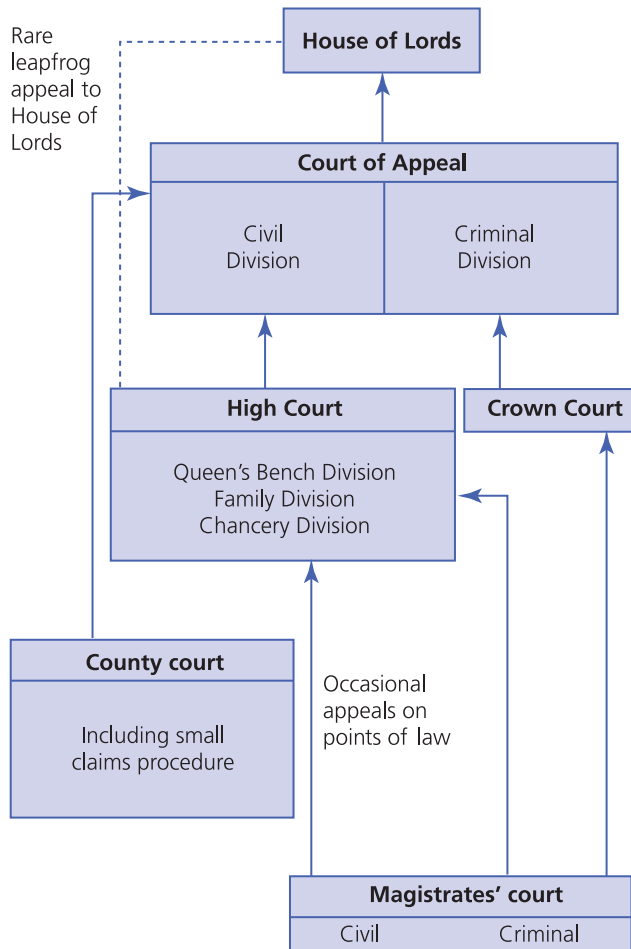 Rare
leapfrog
appeal to
House of
Lords
House of Lords
Court of Appeal
Civil
Division
Criminal
Division
High Court
Queen's Bench Division
Family Division
Chancery Division
Crown Court
County court
Including small
claims procedure
Occasional
appeals on
points of law
Magistrates' court
Civil
Criminal